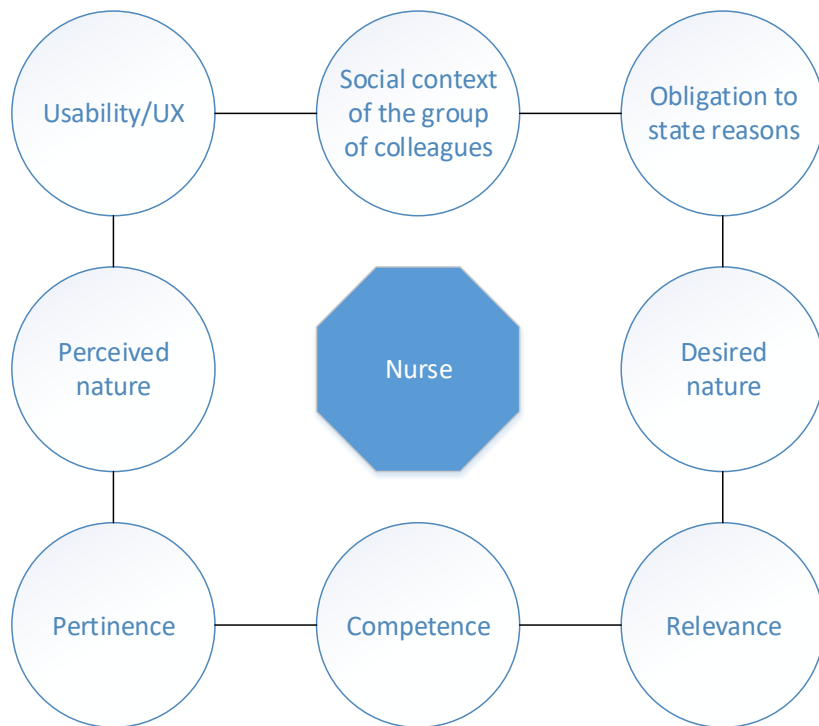 Usability/UX
Social context
of the group
of colleagues
Obligation to
state reasons
Perceived
nature
Nurse
Desired
nature
Pertinence
Competence
Relevance